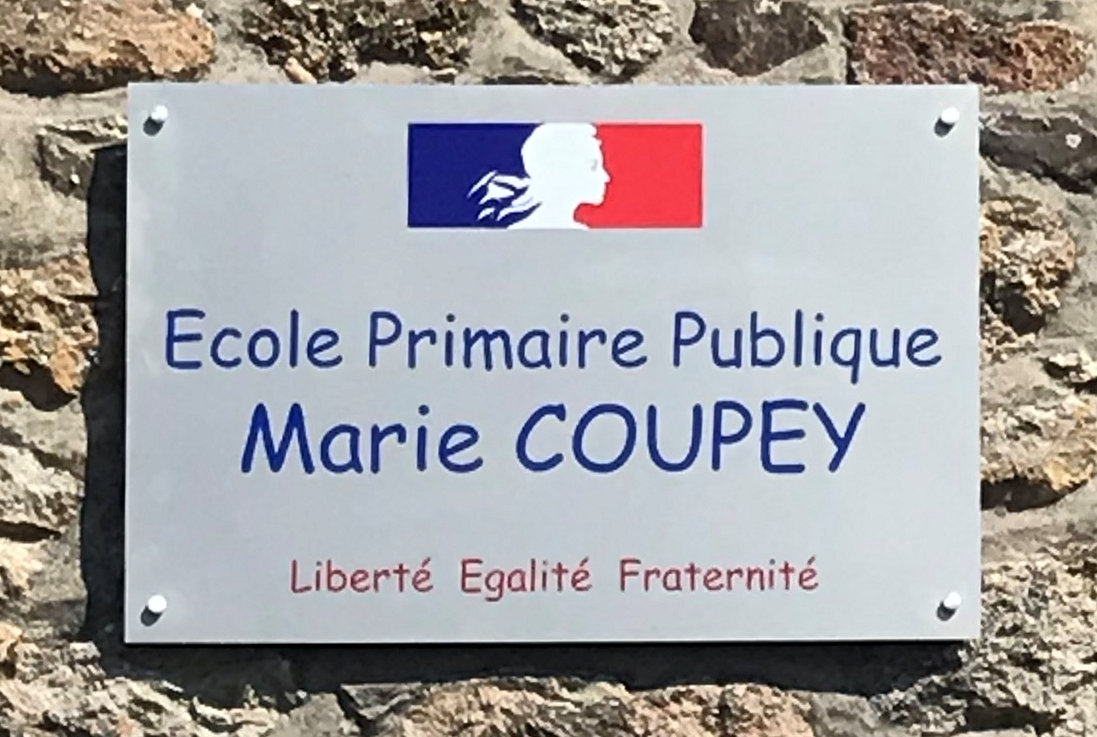 Ecole Primaire Publique
Marie COUPEY
Liberté Egalité Fraternité